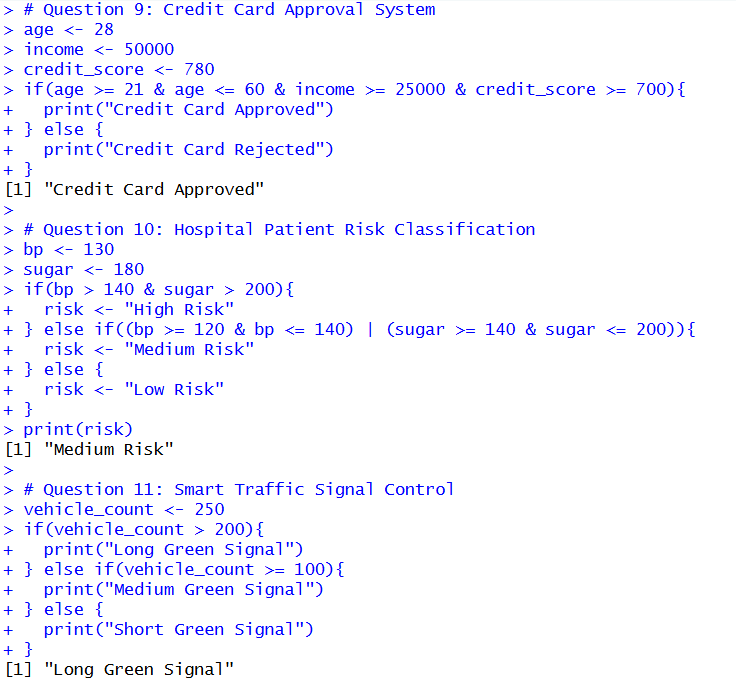 > # Question 9: Credit Card Approval System
> age <- 28
> income <- 50000
> credit_score <- 780
> if(age >= 21 & age <= 60 & income >= 25000 & credit_score >= 700){
+   print("Credit Card Approved")
+ } else {
+   print("Credit Card Rejected")
+ }
[1] "Credit Card Approved"
>
> # Question 10: Hospital Patient Risk Classification
> bp <- 130
> sugar <- 180
> if(bp > 140 & sugar > 200){
+   risk <- "High Risk"
+ } else if((bp >= 120 & bp <= 140) | (sugar >= 140 & sugar <= 200)){
+   risk <- "Medium Risk"
+ } else {
+   risk <- "Low Risk"
+ }
> print(risk)
[1] "Medium Risk"
>
> # Question 11: Smart Traffic Signal Control
> vehicle_count <- 250
> if(vehicle_count > 200){
+   print("Long Green Signal")
+ } else if(vehicle_count >= 100){
+   print("Medium Green Signal")
+ } else {
+   print("Short Green Signal")
+ }
[1] "Long Green Signal"